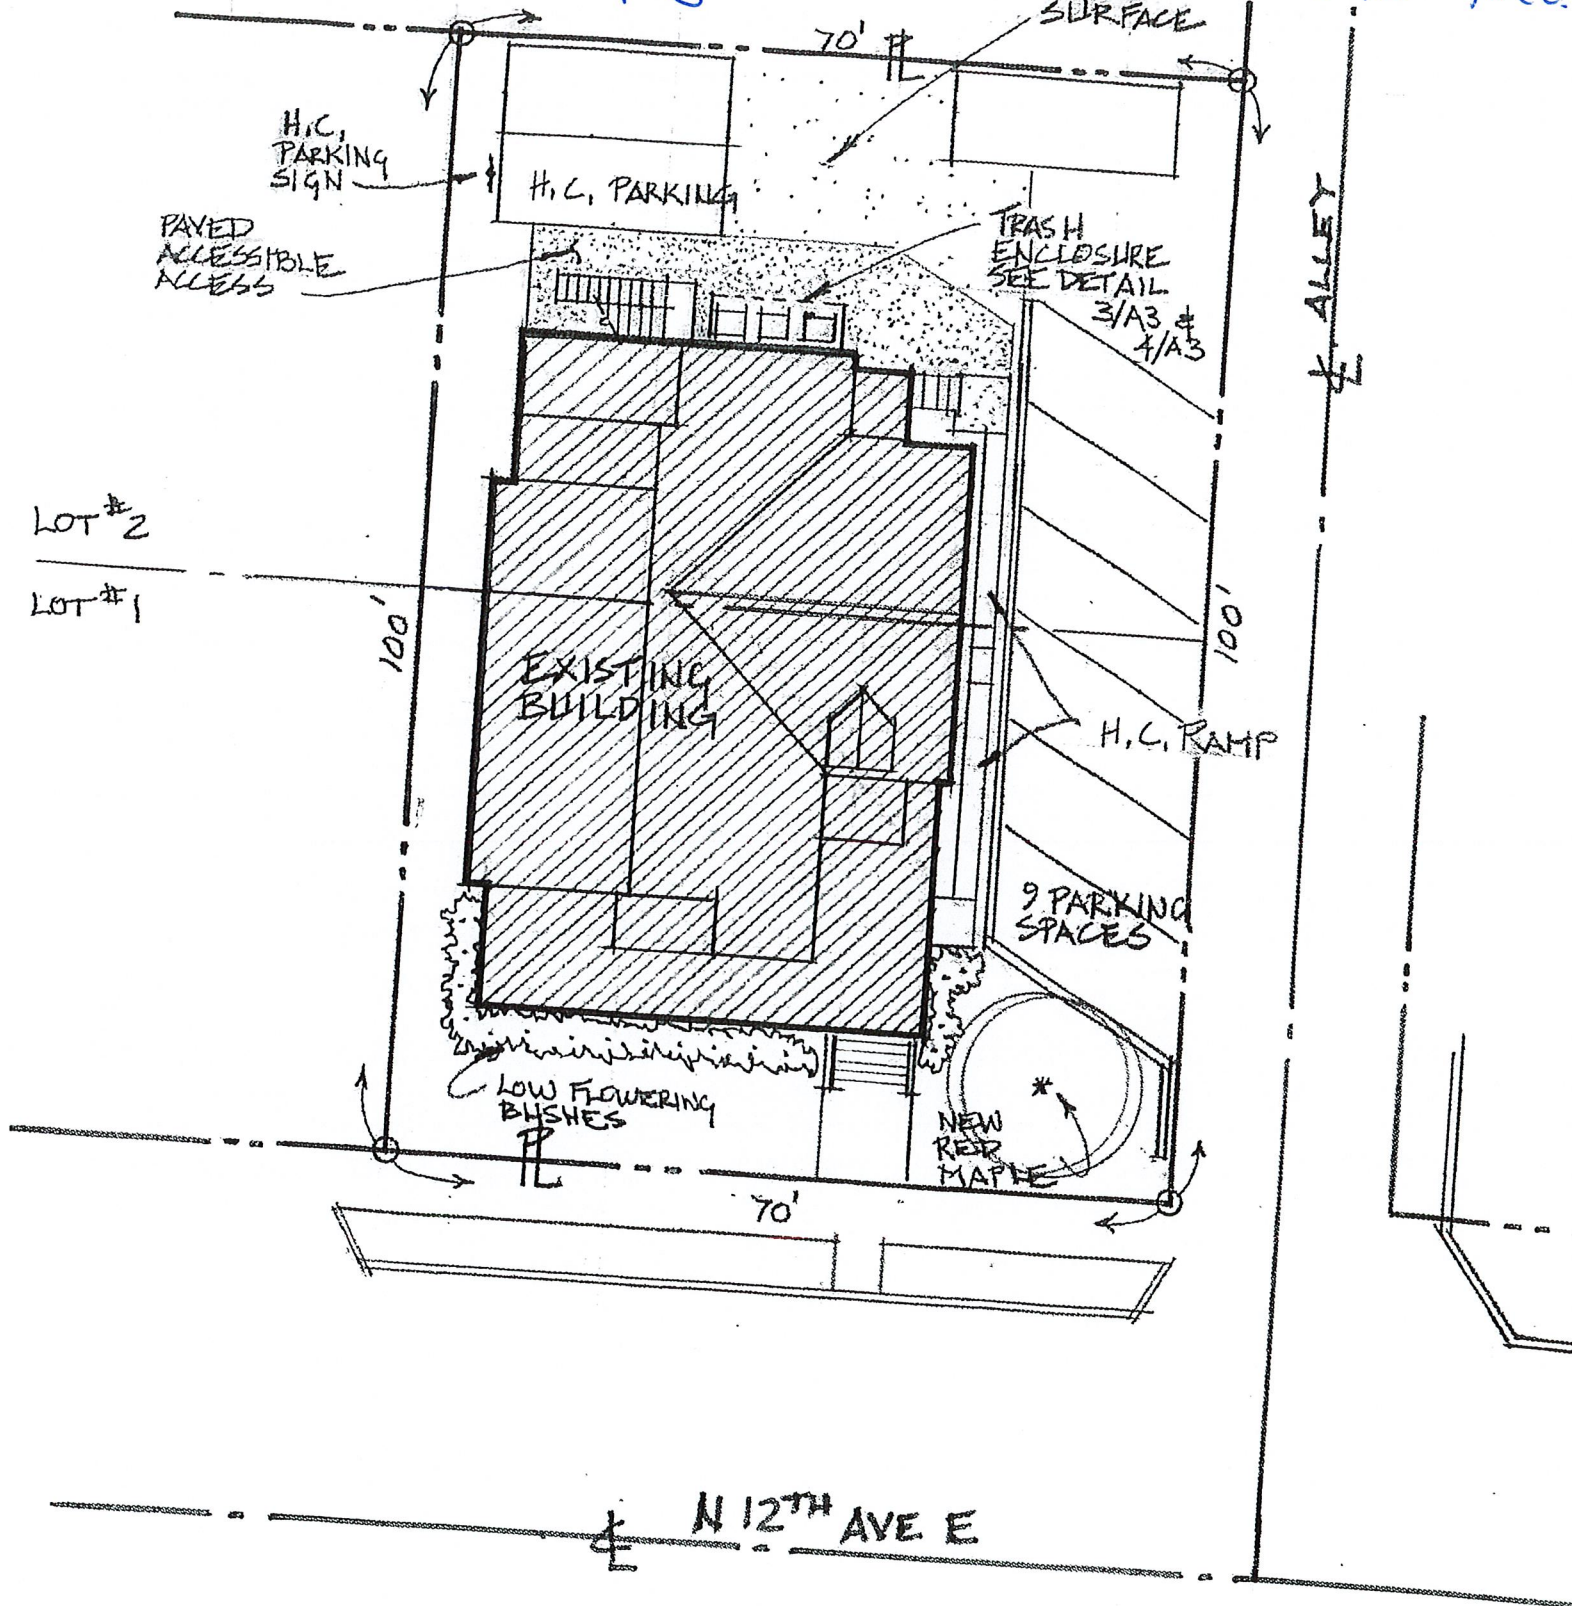 SURFACE
70'
H.C.
PARKING
SIGN
H.C. PARKING
PAVED
ACCESSIBLE
ACCESS
TRASH
ENCLOSURE
SEE DETAIL
3/A3 &
4/A3
ALLEY
LOT #2
LOT #1
100'
100'
EXISTING
BUILDING
H.C. RAMP
9 PARKING
SPACES
LOW FLOWERING
BUSHES
NEW
RED
MAPLE
70'
N 12TH AVE E